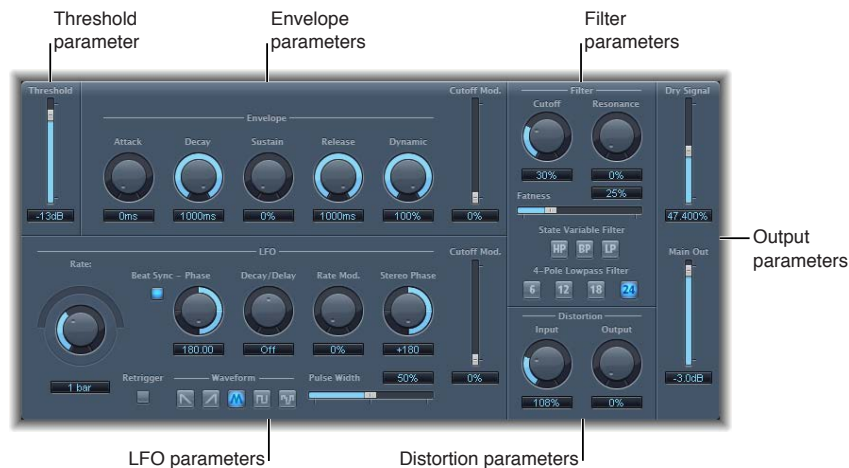 Threshold
parameter
Envelope
parameters
Filter
parameters
Threshold
Envelope
Attack
Decay
Sustain
Release
Dynamic
-13dB
0ms
1000ms
0%
1000ms
100%
Cutoff Mod.
0%
Filter
Cutoff
Resonance
30%
0%
25%
Fatness
State Variable Filter
HP
BP
LP
4-Pole Lowpass Filter
6
12
18
24
Dry Signal
47.400%
Main Out
-3.0dB
Output
parameters
LFO
Rate:
Beat Sync – Phase
Decay/Delay
Rate Mod.
Stereo Phase
180.00
Off
0%
+180
1 bar
Retrigger
Waveform
Pulse Width
50%
Cutoff Mod.
0%
Distortion
Input
Output
108%
0%
LFO parameters
Distortion parameters